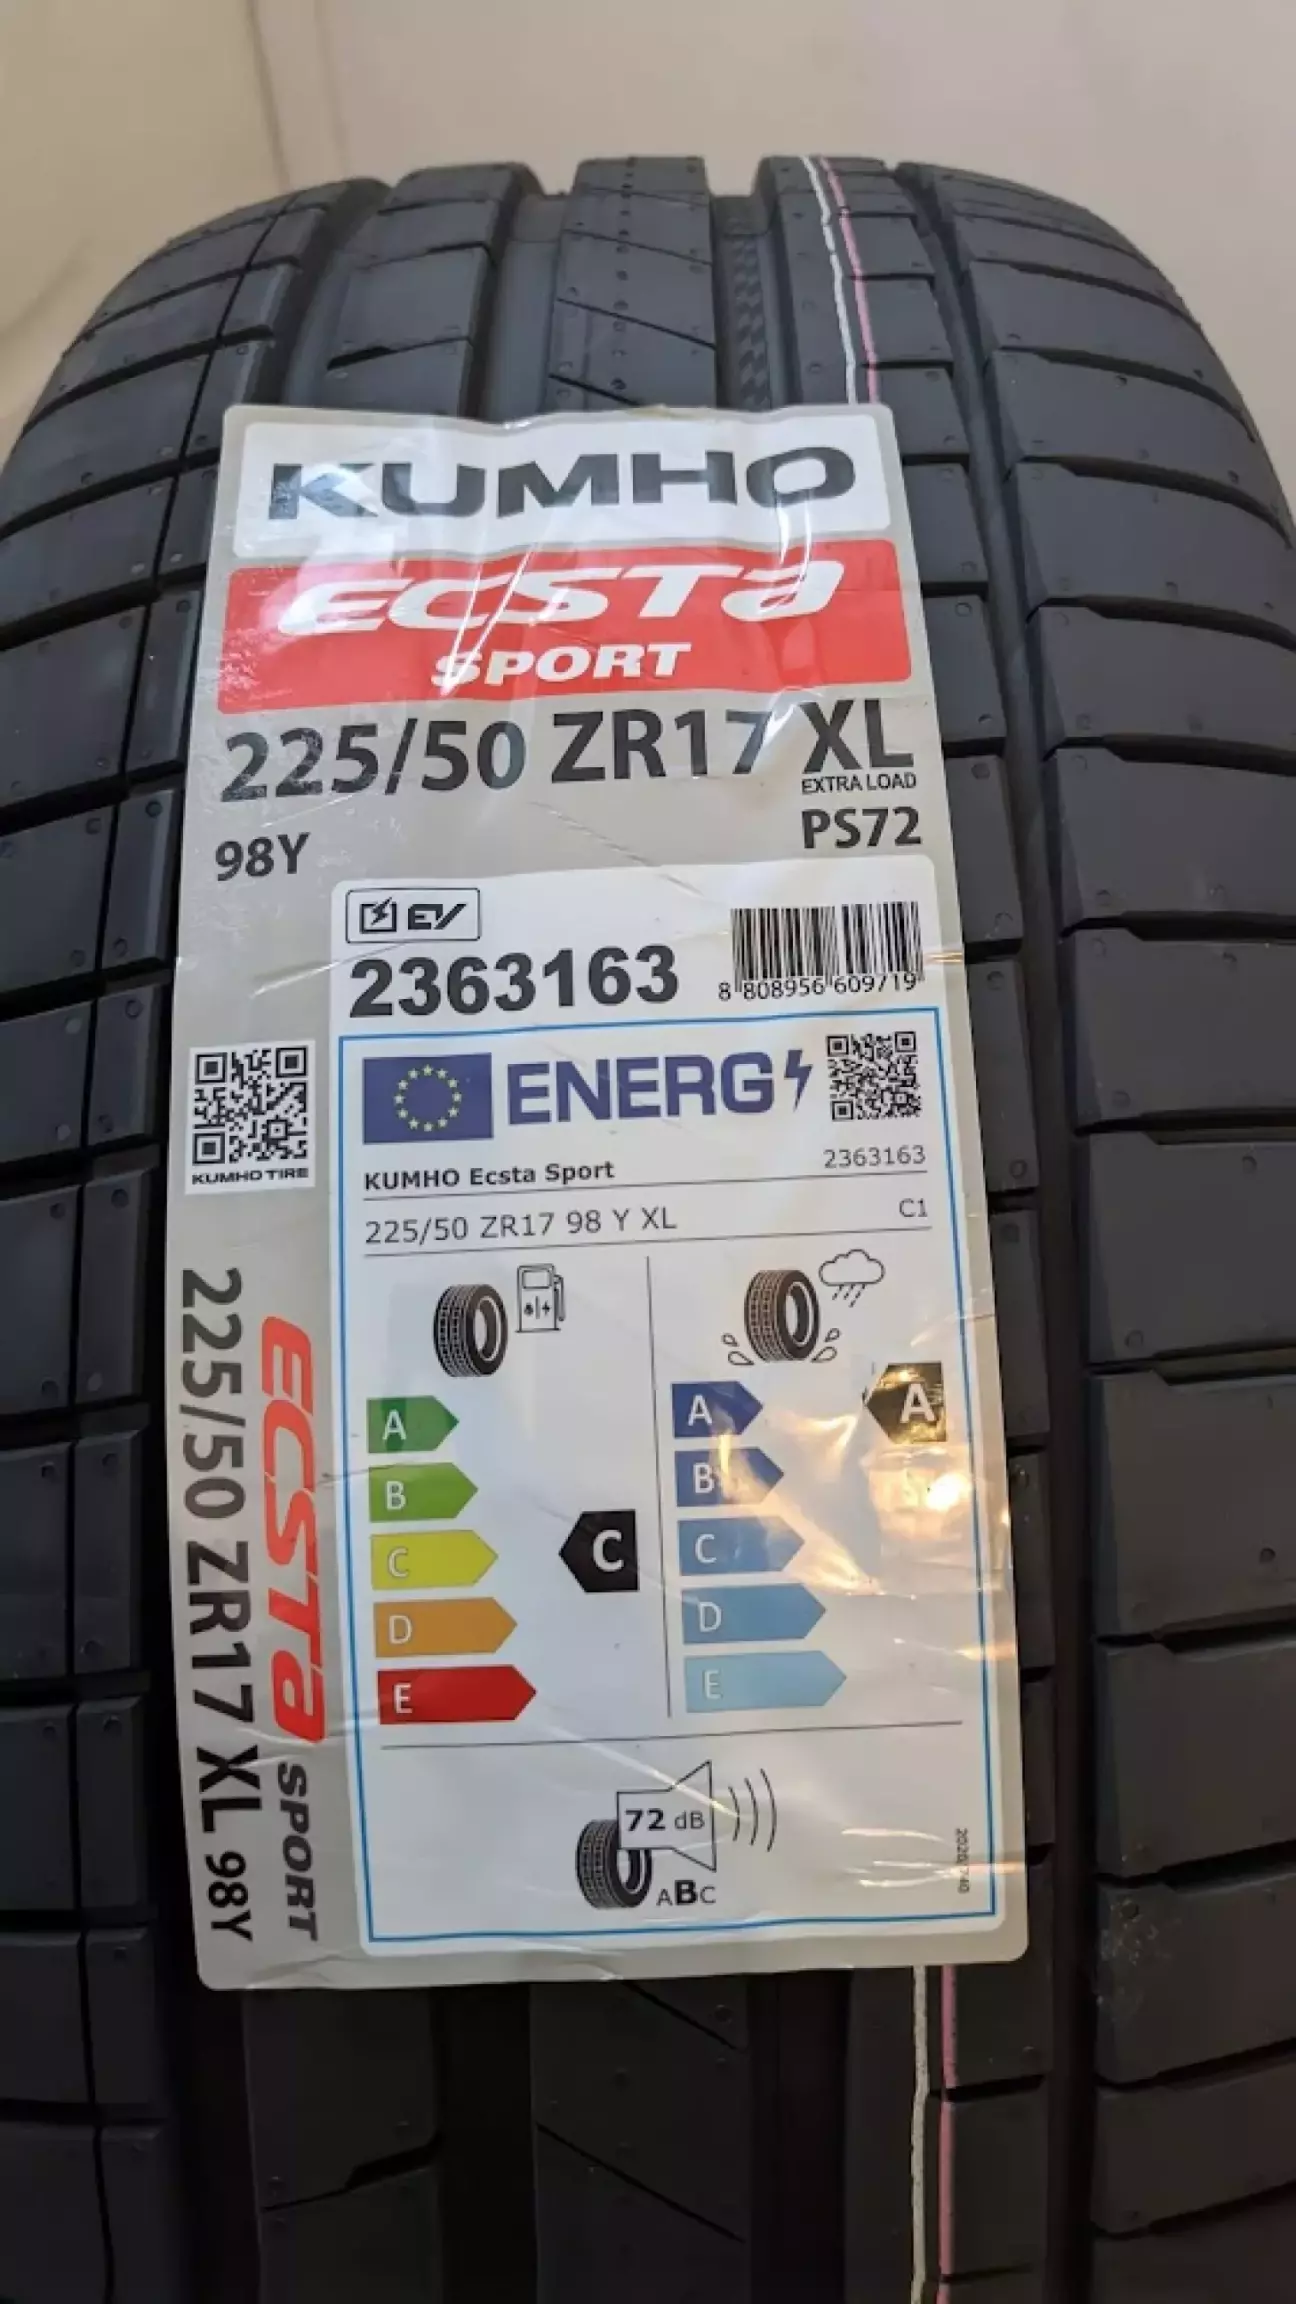 KUMHO
ECSTA
SPORT
225/50 ZR17 XL
EXTRA LOAD
98Y
PS72
EV
2363163
8 808956 609719
ENERG
KUMHO TIRE
KUMHO Ecsta Sport
2363163
225/50 ZR17 98 Y XL
C1
A
B
C
D
E
C
A
B
C
D
E
A
72 dB
ABC
225/50 ZR17 XL 98Y
ECSTA SPORT